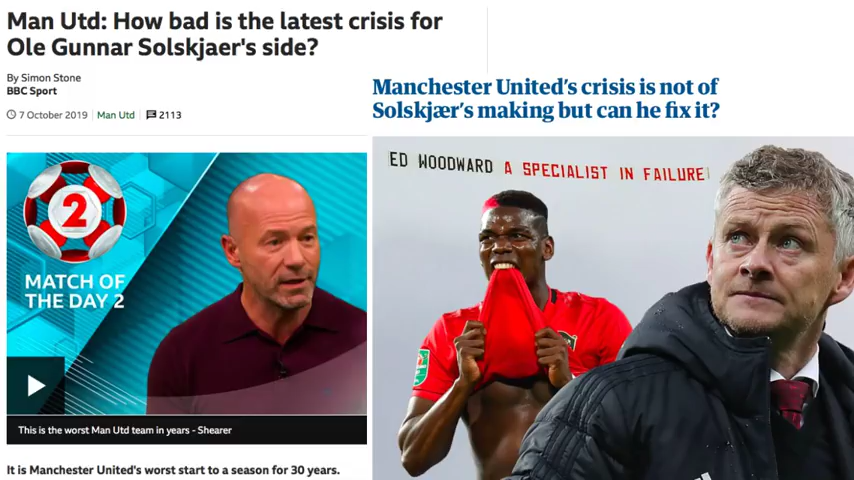 Man Utd: How bad is the latest crisis for
Ole Gunnar Solskjaer's side?
By Simon Stone
BBC Sport
7 October 2019
Man Utd
2113
2
MATCH OF
THE DAY 2
This is the worst Man Utd team in years - Shearer
It is Manchester United's worst start to a season for 30 years.
Manchester United's crisis is not of
Solskjær's making but can he fix it?
ED WOODWARD A SPECIALIST IN FAILURE